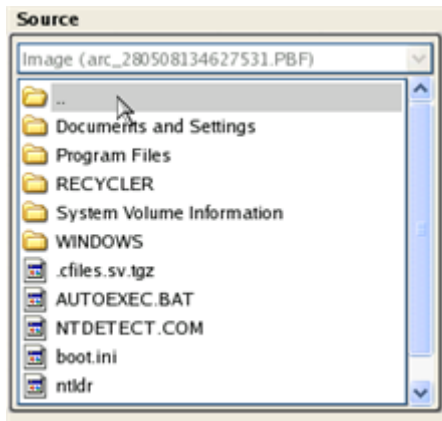 Source
Image (arc_280508134627531.PBF)
..
Documents and Settings
Program Files
RECYCLER
System Volume Information
WINDOWS
.cfiles.sv.tgz
AUTOEXEC.BAT
NTDETECT.COM
boot.ini
ntldr